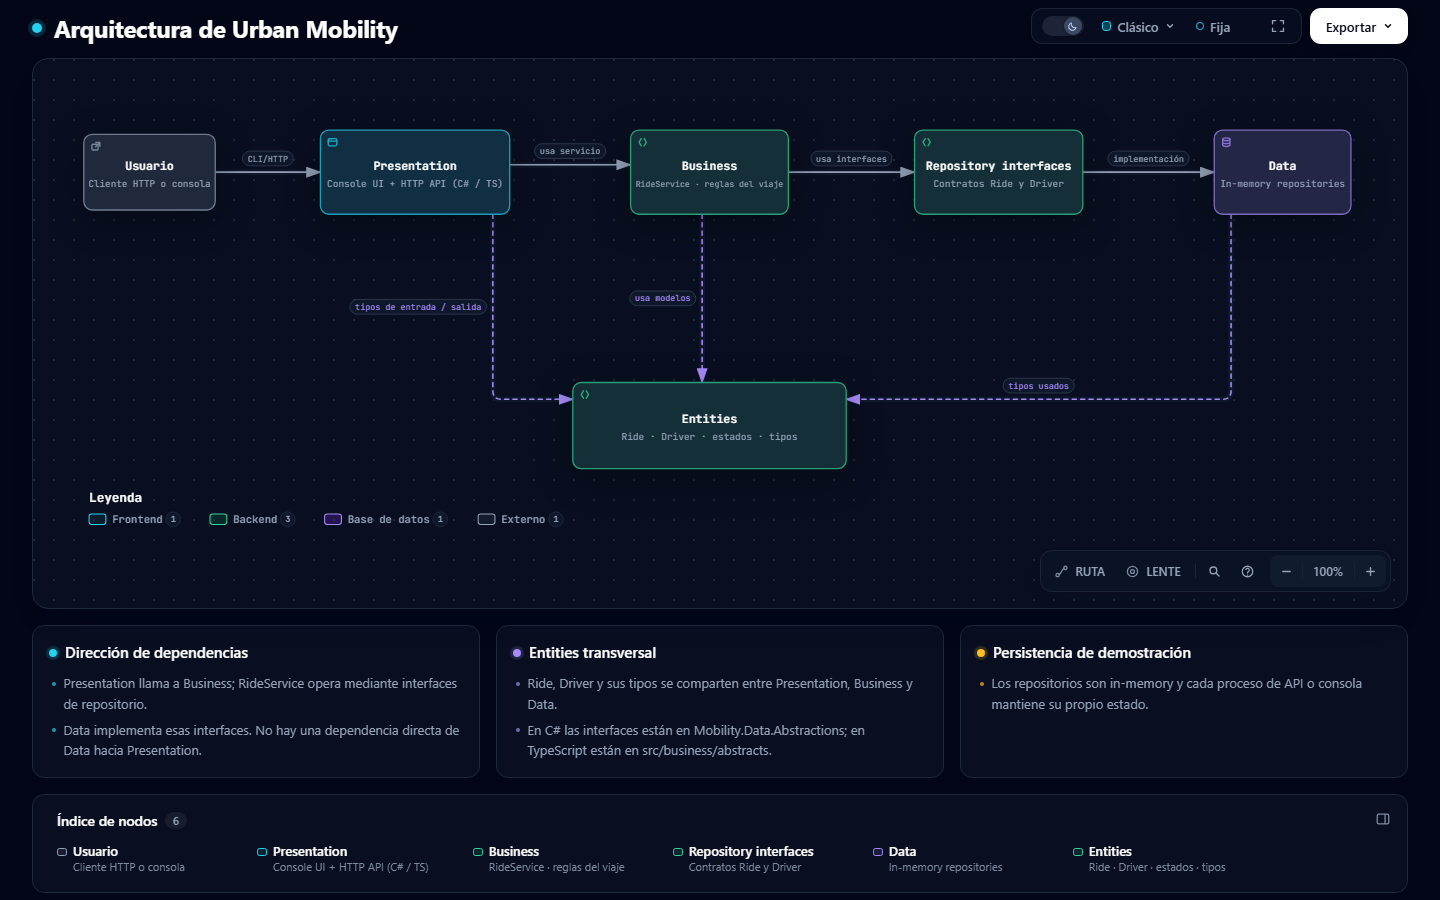 Arquitectura de Urban Mobility
Clásico
Fija
Exportar
Usuario
Cliente HTTP o consola
CLI/HTTP
Presentation
Console UI + HTTP API (C# / TS)
usa servicio
Business
RideService · reglas del viaje
usa interfaces
Repository interfaces
Contratos Ride y Driver
implementación
Data
In-memory repositories
tipos de entrada / salida
usa modelos
tipos usados
Entities
Ride · Driver · estados · tipos
Leyenda
Frontend 1
Backend 3
Base de datos 1
Externo 1
RUTA
LENTE
− 100% +
Dirección de dependencias
• Presentation llama a Business; RideService opera mediante interfaces
de repositorio.
• Data implementa esas interfaces. No hay una dependencia directa de
Data hacia Presentation.
Entities transversal
• Ride, Driver y sus tipos se comparten entre Presentation, Business y
Data.
• En C# las interfaces están en Mobility.Data.Abstractions; en
TypeScript están en src/business/abstracts.
Persistencia de demostración
• Los repositorios son in-memory y cada proceso de API o consola
mantiene su propio estado.
Índice de nodos 6
Usuario
Cliente HTTP o consola
Presentation
Console UI + HTTP API (C# / TS)
Business
RideService · reglas del viaje
Repository interfaces
Contratos Ride y Driver
Data
In-memory repositories
Entities
Ride · Driver · estados · tipos